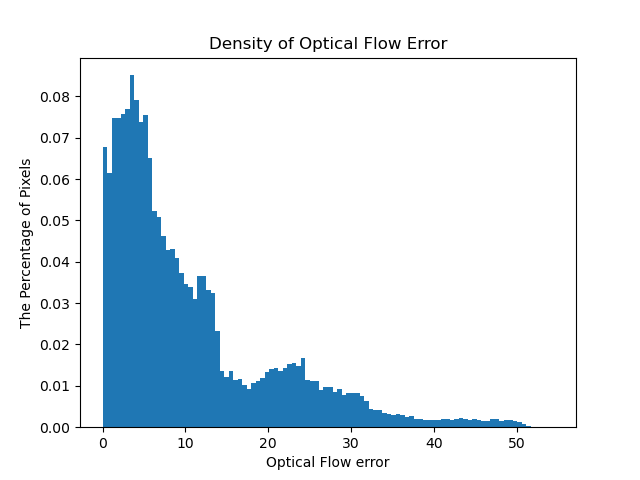 Density of Optical Flow Error
The Percentage of Pixels
0.08
0.07
0.06
0.05
0.04
0.03
0.02
0.01
0.00
0 10 20 30 40 50
Optical Flow error